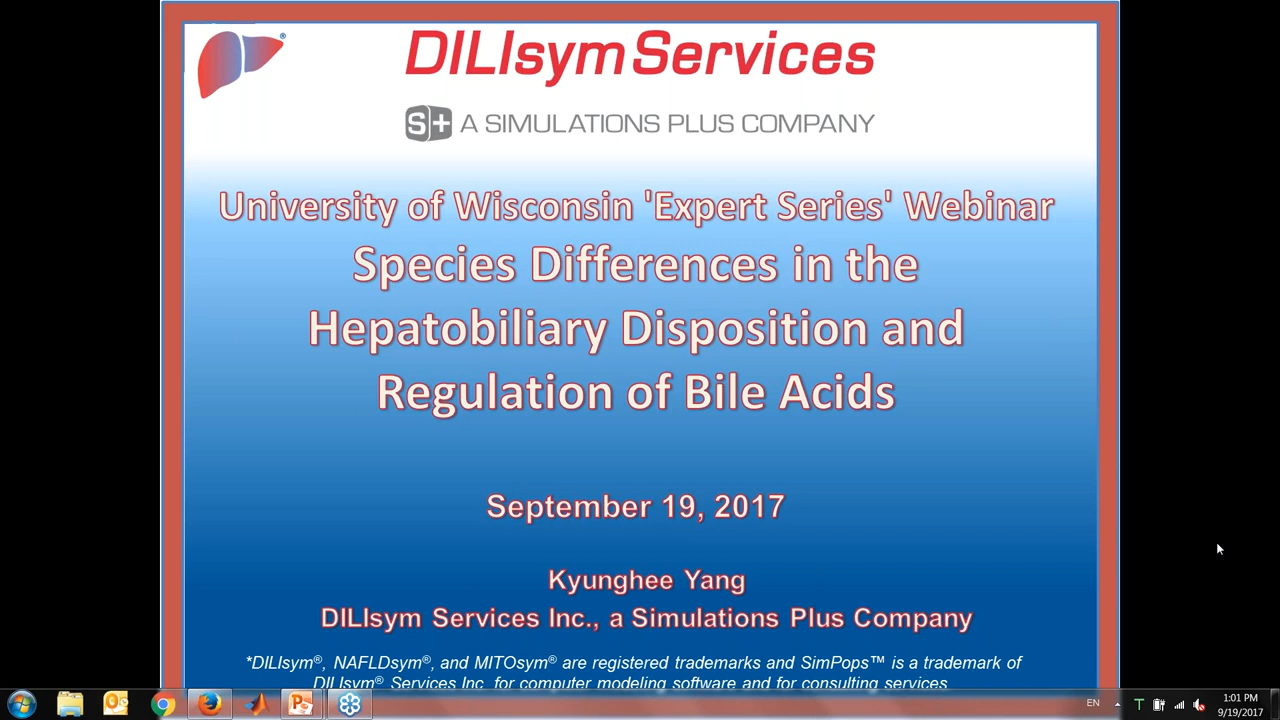 DILIsym Services
S+ A SIMULATIONS PLUS COMPANY
University of Wisconsin 'Expert Series' Webinar
Species Differences in the
Hepatobiliary Disposition and
Regulation of Bile Acids
September 19, 2017
Kyunghee Yang
DILIsym Services Inc., a Simulations Plus Company
*DILIsym®, NAFLDsym®, and MITOsym® are registered trademarks and SimPops™ is a trademark of
DILIsym® Services Inc. for computer modeling software and for consulting services.
EN
1:01 PM
9/19/2017